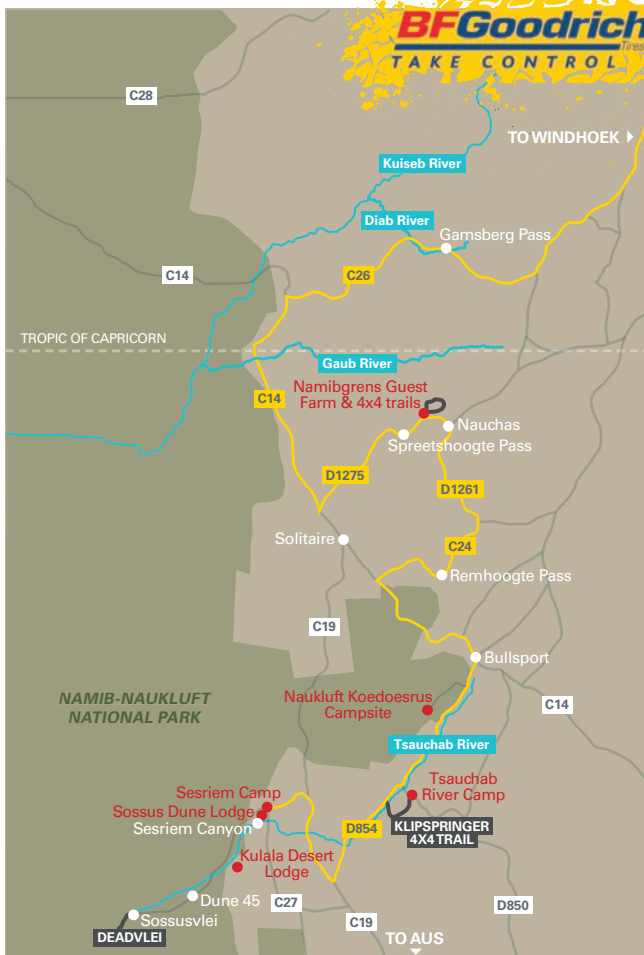 BFGoodrich
Tires
TAKE CONTROL
C28
TO WINDHOEK
Kuiseb River
Diab River
Gamsberg Pass
C14
C26
TROPIC OF CAPRICORN
Gaub River
Namibgrens Guest
Farm & 4x4 trails
C14
Nauchas
Spreetshoogte Pass
D1275
D1261
Solitaire
C24
Remhoogte Pass
C19
Bullsport
NAMIB-NAUKLUFT
NATIONAL PARK
Naukluft Koedoesrus
Campsite
C14
Tsauchab River
Sesriem Camp
Sossus Dune Lodge
Sesriem Canyon
Tsauchab
River Camp
D854
KLIPSPRINGER
4X4 TRAIL
Kulala Desert
Lodge
Dune 45
C27
D850
Sossusvlei
C19
DEADVLEI
TO AUS